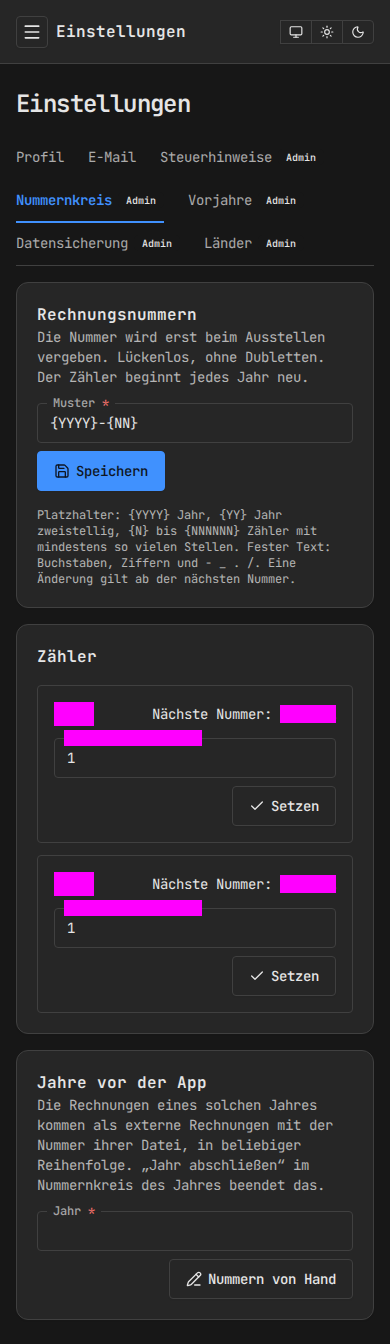 Einstellungen
Einstellungen
Profil E-Mail Steuerhinweise Admin
Nummernkreis Admin Vorjahre Admin
Datensicherung Admin Länder Admin
Rechnungsnummern
Die Nummer wird erst beim Ausstellen
vergeben. Lückenlos, ohne Dubletten.
Der Zähler beginnt jedes Jahr neu.
Muster *
{YYYY}-{NN}
Speichern
Platzhalter: {YYYY} Jahr, {YY} Jahr
zweistellig, {N} bis {NNNNNN} Zähler mit
mindestens so vielen Stellen. Fester Text:
Buchstaben, Ziffern und - _ . /. Eine
Änderung gilt ab der nächsten Nummer.
Zähler
Nächste Nummer:
1
Setzen
Nächste Nummer:
1
Setzen
Jahre vor der App
Die Rechnungen eines solchen Jahres
kommen als externe Rechnungen mit der
Nummer ihrer Datei, in beliebiger
Reihenfolge. „Jahr abschließen“ im
Nummernkreis des Jahres beendet das.
Jahr *
Nummern von Hand